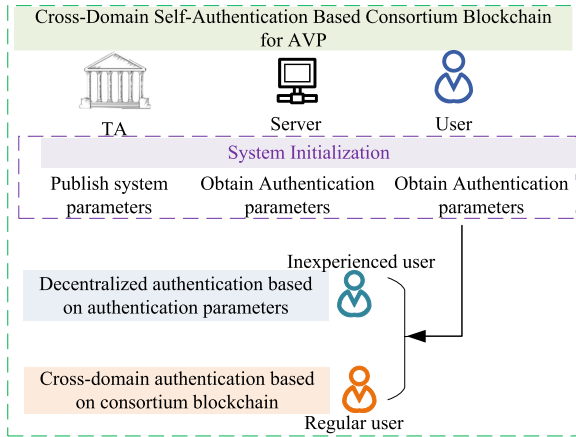 Cross-Domain Self-Authentication Based Consortium Blockchain
for AVP
TA
Server
User
System Initialization
Publish system
parameters
Obtain Authentication
parameters
Obtain Authentication
parameters
Inexperienced user
Decentralized authentication based
on authentication parameters
Cross-domain authentication based
on consortium blockchain
Regular user